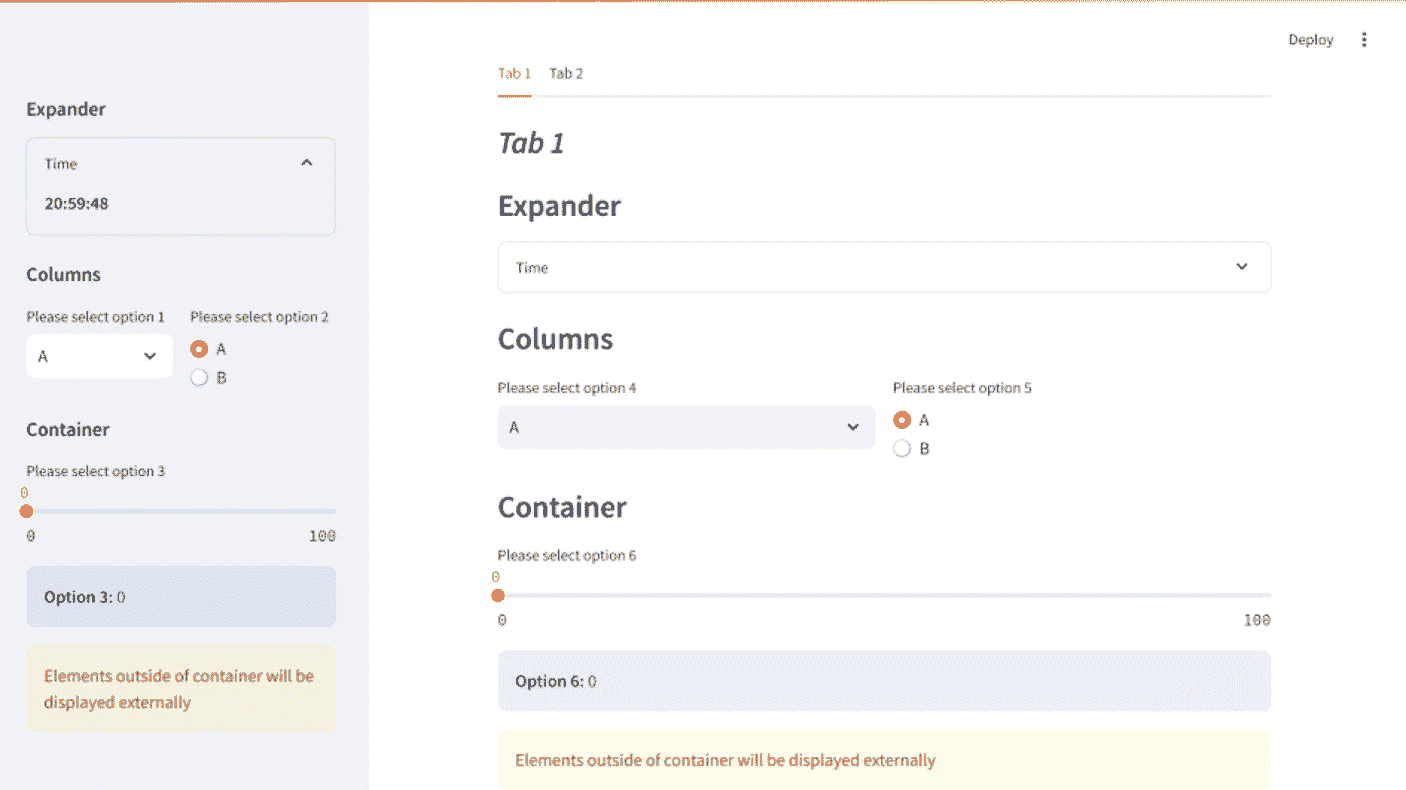 Deploy
Tab 1 Tab 2
Expander
Time
20:59:48
Columns
Please select option 1 Please select option 2
A
A
B
Container
Please select option 3
0
0 100
Option 3: 0
Elements outside of container will be
displayed externally
Tab 1
Expander
Time
Columns
Please select option 4 Please select option 5
A
A
B
Container
Please select option 6
0
0 100
Option 6: 0
Elements outside of container will be displayed externally